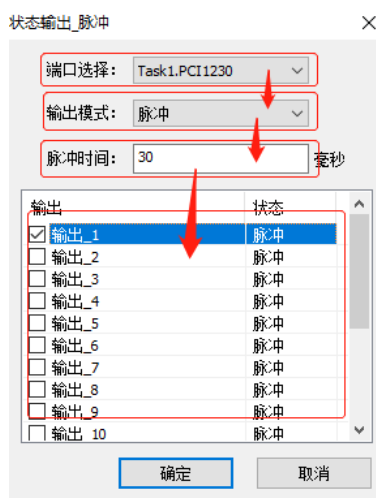 状态输出_脉冲
端口选择： Task1.PCI1230
输出模式： 脉冲
脉冲时间： 30 毫秒
输出 状态
输出_1 脉冲
输出_2 脉冲
输出_3 脉冲
输出_4 脉冲
输出_5 脉冲
输出_6 脉冲
输出_7 脉冲
输出_8 脉冲
输出_9 脉冲
输出_10 脉冲
确定 取消